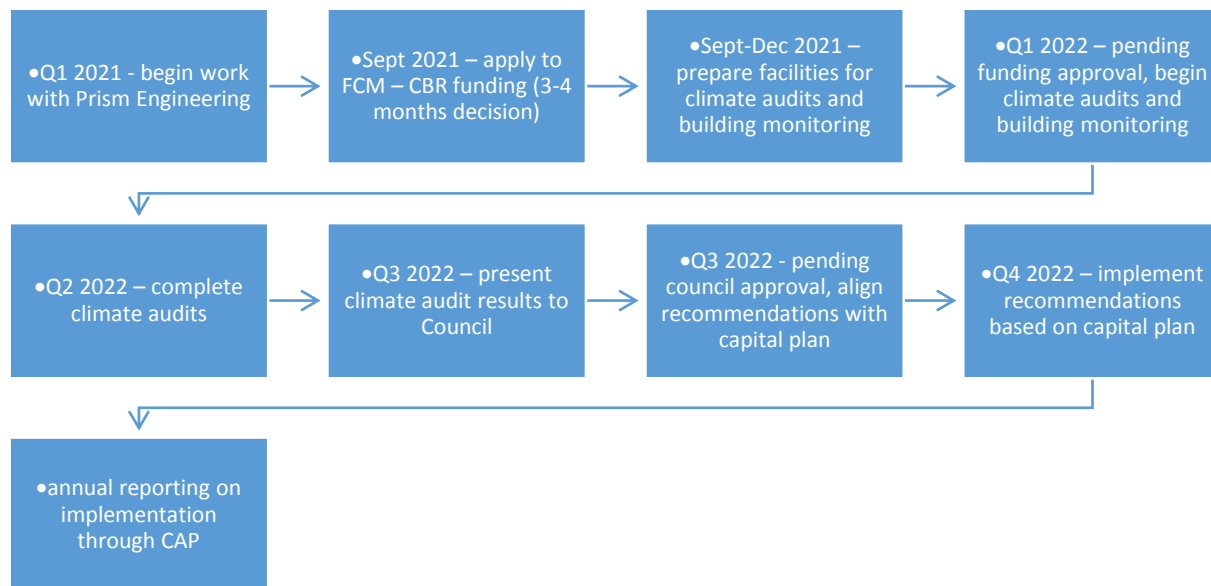 •Q1 2021 - begin work
with Prism Engineering
•Sept 2021 – apply to
FCM – CBR funding (3-4
months decision)
•Sept-Dec 2021 –
prepare facilities for
climate audits and
building monitoring
•Q1 2022 – pending
funding approval, begin
climate audits and
building monitoring
•Q2 2022 – complete
climate audits
•Q3 2022 – present
climate audit results to
Council
•Q3 2022 - pending
council approval, align
recommendations with
capital plan
•Q4 2022 – implement
recommendations
based on capital plan
•annual reporting on
implementation
through CAP